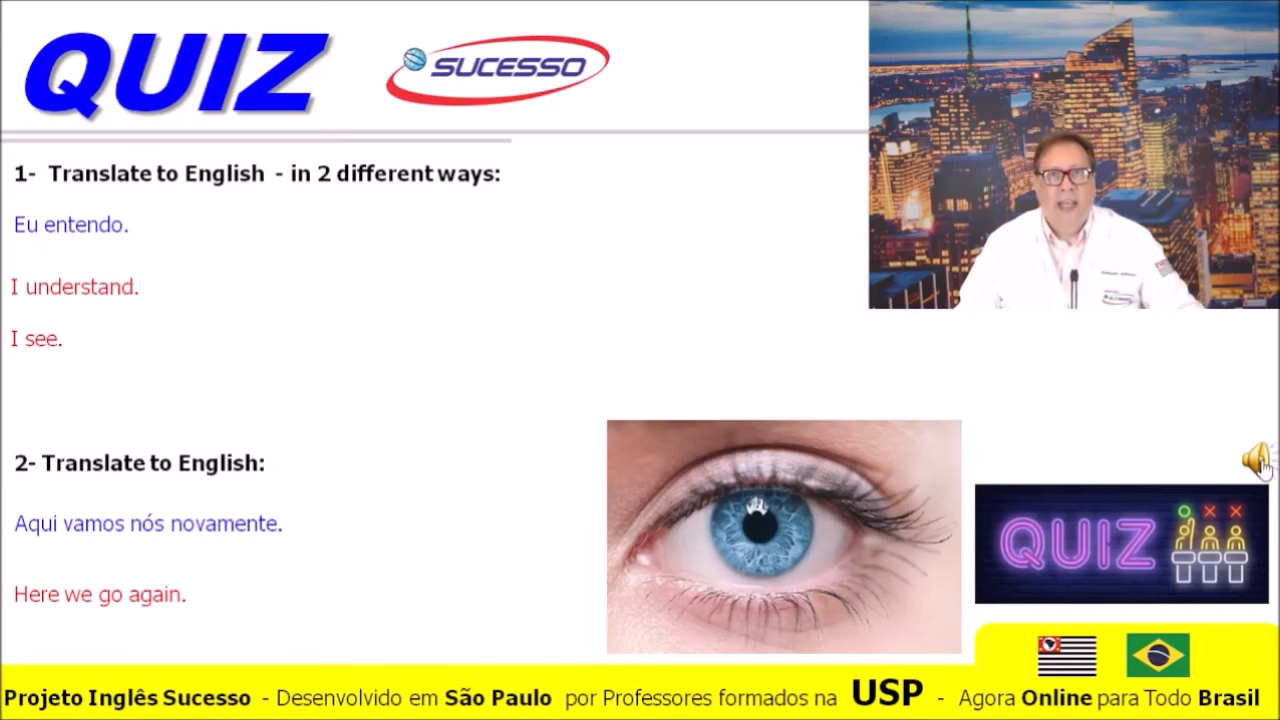 QUIZ
SUCESSO
1- Translate to English - in 2 different ways:
Eu entendo.
I understand.
I see.
2- Translate to English:
Aqui vamos nós novamente.
Here we go again.
QUIZ
Projeto Inglês Sucesso - Desenvolvido em São Paulo por Professores formados na USP - Agora Online para Todo Brasil